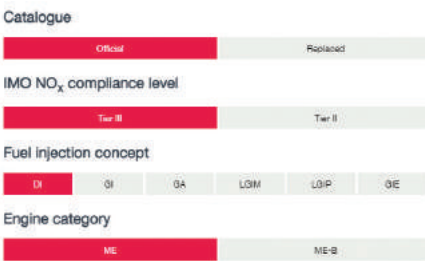 Catalogue
Official Replaced
IMO NOx compliance level
Tier III Tier II
Fuel injection concept
DI GI GA LGIM LGIP GIE
Engine category
ME ME-B